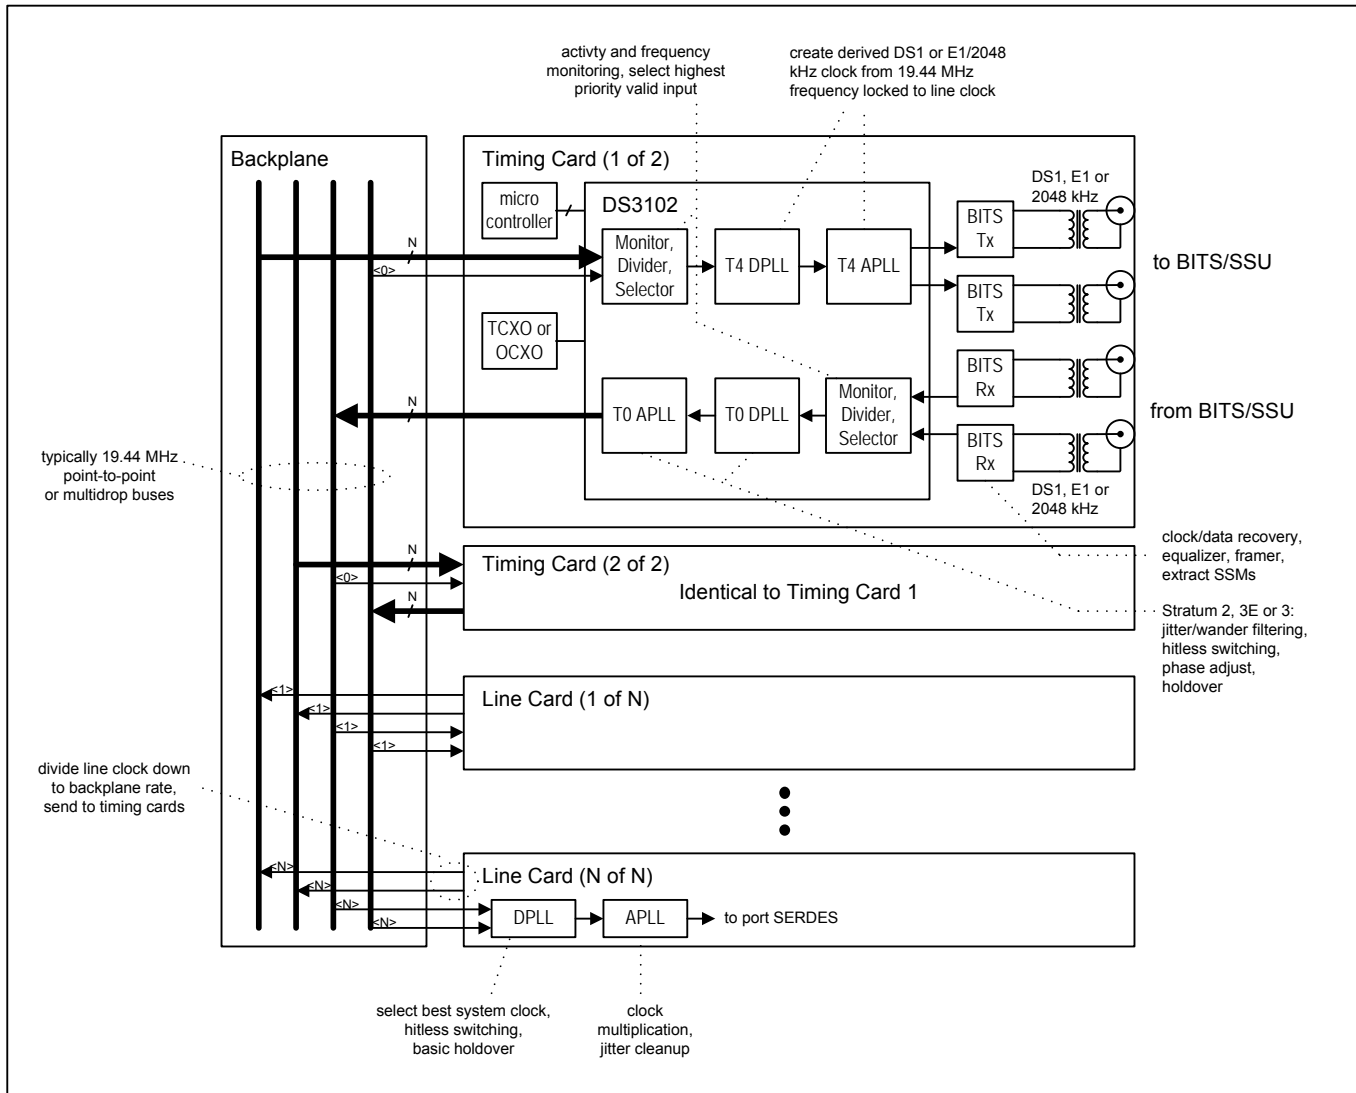 activty and frequency
monitoring, select highest
priority valid input
create derived DS1 or E1/2048
kHz clock from 19.44 MHz
frequency locked to line clock
Backplane
Timing Card (1 of 2)
micro
controller
DS3102
DS1, E1 or
2048 kHz
BITS
Tx
N
<0>
Monitor,
Divider,
Selector
T4 DPLL
T4 APLL
to BITS/SSU
BITS
Tx
TCXO or
OCXO
BITS
Rx
N
T0 APLL
T0 DPLL
Monitor,
Divider,
Selector
from BITS/SSU
BITS
Rx
typically 19.44 MHz
point-to-point
or multidrop buses
DS1, E1 or
2048 kHz
clock/data recovery,
equalizer, framer,
extract SSMs
N
<0>
N
Timing Card (2 of 2)
Identical to Timing Card 1
Stratum 2, 3E or 3:
jitter/wander filtering,
hitless switching,
phase adjust,
holdover
<1>
<1>
<1>
<1>
Line Card (1 of N)
divide line clock down
to backplane rate,
send to timing cards
<N>
<N>
<N>
<N>
Line Card (N of N)
DPLL
APLL
to port SERDES
select best system clock,
hitless switching,
basic holdover
clock
multiplication,
jitter cleanup